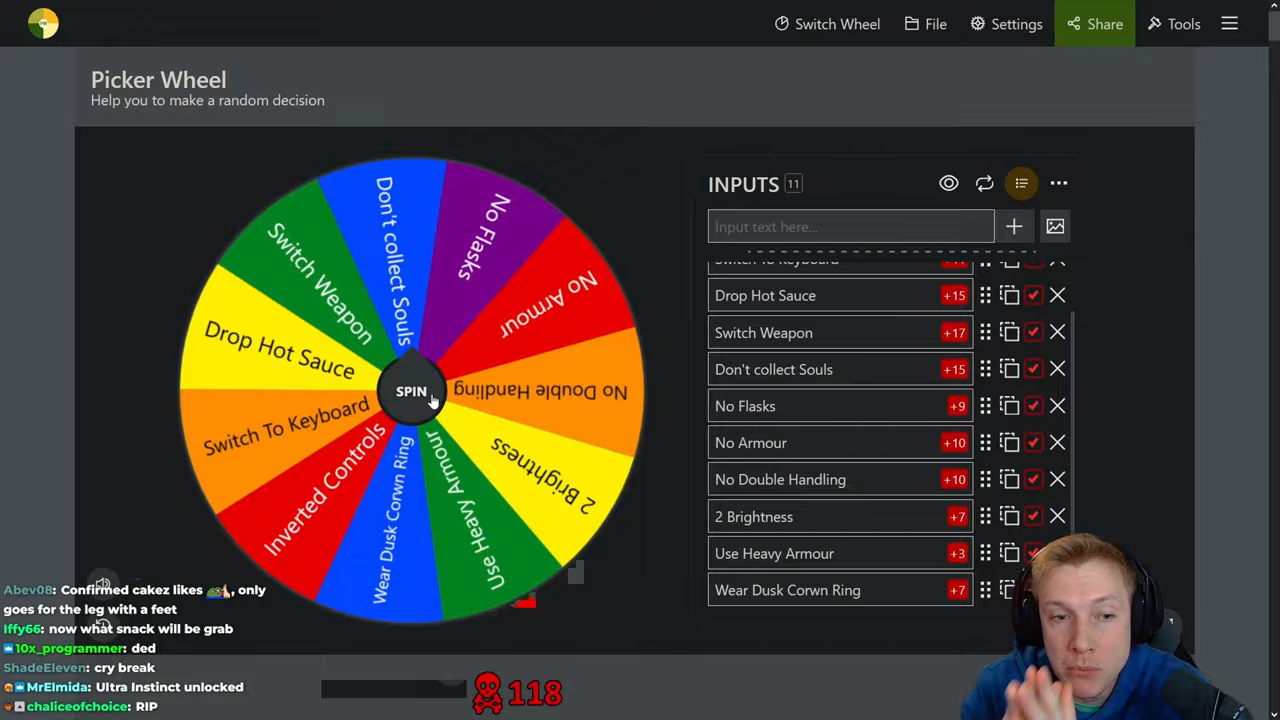 Switch Wheel
File
Settings
Share
Tools
Picker Wheel
Help you to make a random decision
Don't collect Souls
No Flasks
No Armour
No Double Handling
2 Brightness
Use Heavy Armour
Wear Dusk Corwn Ring
Inverted Controls
Switch To Keyboard
Drop Hot Sauce
Switch Weapon
SPIN
INPUTS 11
Input text here...
Switch To Keyboard
Drop Hot Sauce +15
Switch Weapon +17
Don't collect Souls +15
No Flasks +9
No Armour +10
No Double Handling +10
2 Brightness +7
Use Heavy Armour +3
Wear Dusk Corwn Ring +7
Abev08: Confirmed cakez likes , only
goes for the leg with a feet
Iffy66: now what snack will be grab
10x_programmer: ded
ShadeEleven: cry break
MrElmida: Ultra Instinct unlocked
chaliceofchoice: RIP
118